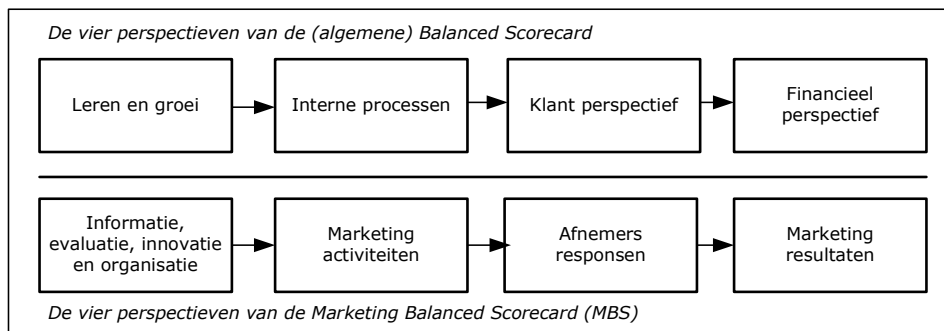 De vier perspectieven van de (algemene) Balanced Scorecard
Leren en groei
Interne processen
Klant perspectief
Financieel
perspectief
Informatie,
evaluatie, innovatie
en organisatie
Marketing
activiteiten
Afnemers
responsen
Marketing
resultaten
De vier perspectieven van de Marketing Balanced Scorecard (MBS)